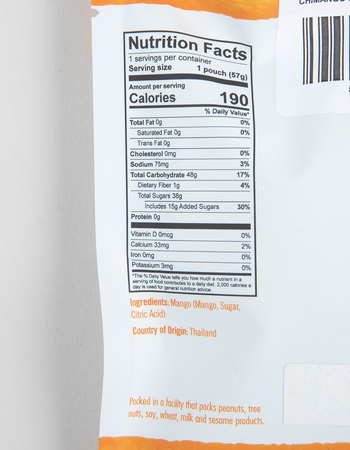 CHIMANGO
Nutrition Facts
1 servings per container
Serving size 1 pouch (57g)
Amount per serving
Calories 190
% Daily Value*
Total Fat 0g 0%
Saturated Fat 0g 0%
Trans Fat 0g
Cholesterol 0mg 0%
Sodium 75mg 3%
Total Carbohydrate 48g 17%
Dietary Fiber 1g 4%
Total Sugars 38g
Includes 15g Added Sugars 30%
Protein 0g
Vitamin D 0mcg 0%
Calcium 33mg 2%
Iron 0mg 0%
Potassium 3mg 0%
*The % Daily Value tells you how much a nutrient in a
serving of food contributes to a daily diet. 2,000 calories a
day is used for general nutrition advice.
Ingredients: Mango (Mango, Sugar,
Citric Acid)
Country of Origin: Thailand
Packed in a facility that packs peanuts, tree
nuts, soy, wheat, milk and sesame products.